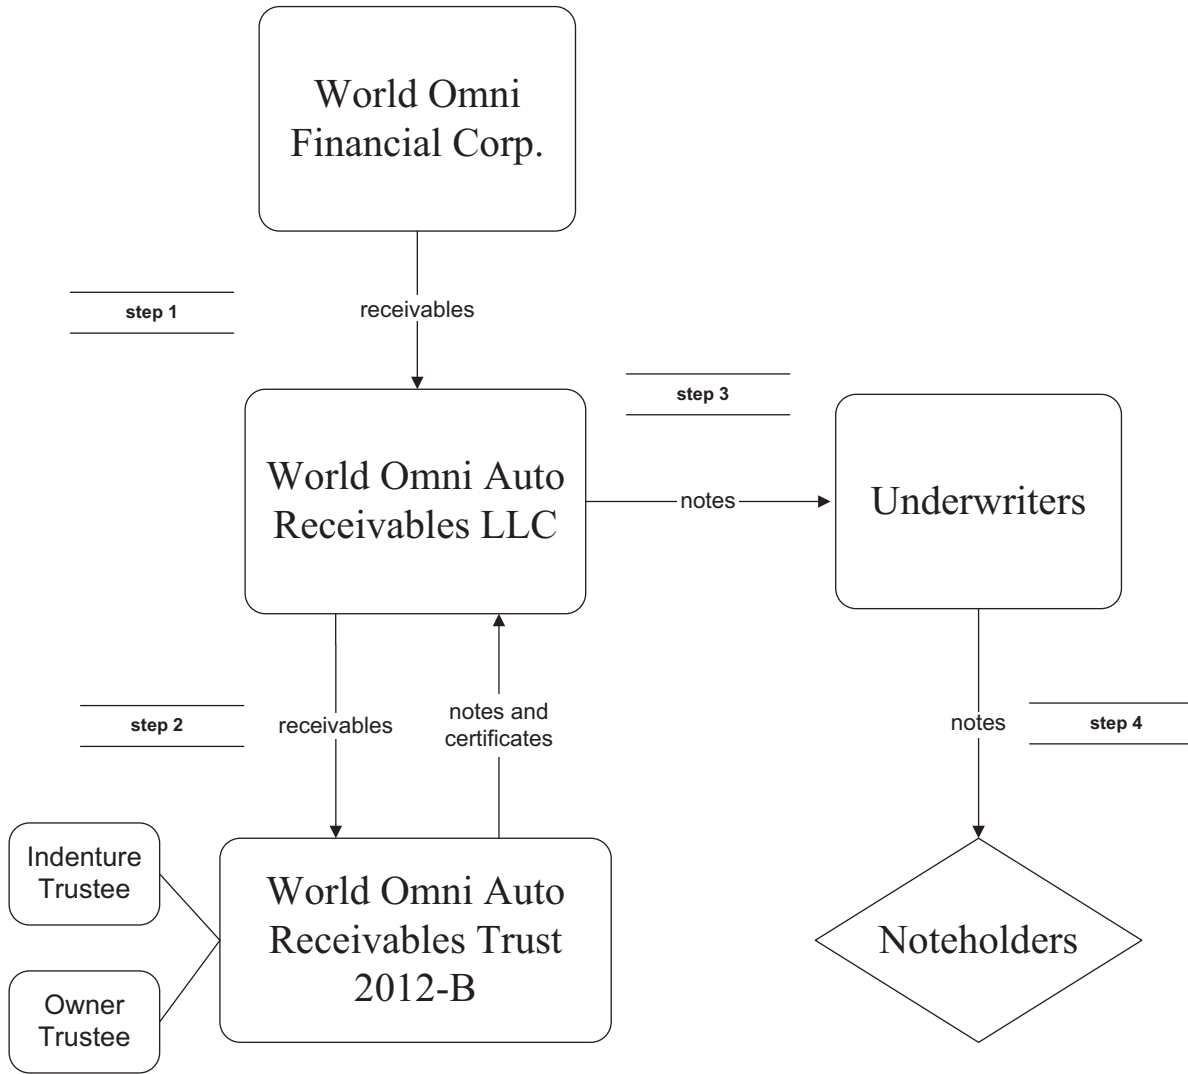 World Omni
Financial Corp.
step 1
receivables
step 3
World Omni Auto
Receivables LLC
notes
Underwriters
step 2
receivables
notes and
certificates
notes
step 4
Indenture
Trustee
Owner
Trustee
World Omni Auto
Receivables Trust
2012-B
Noteholders